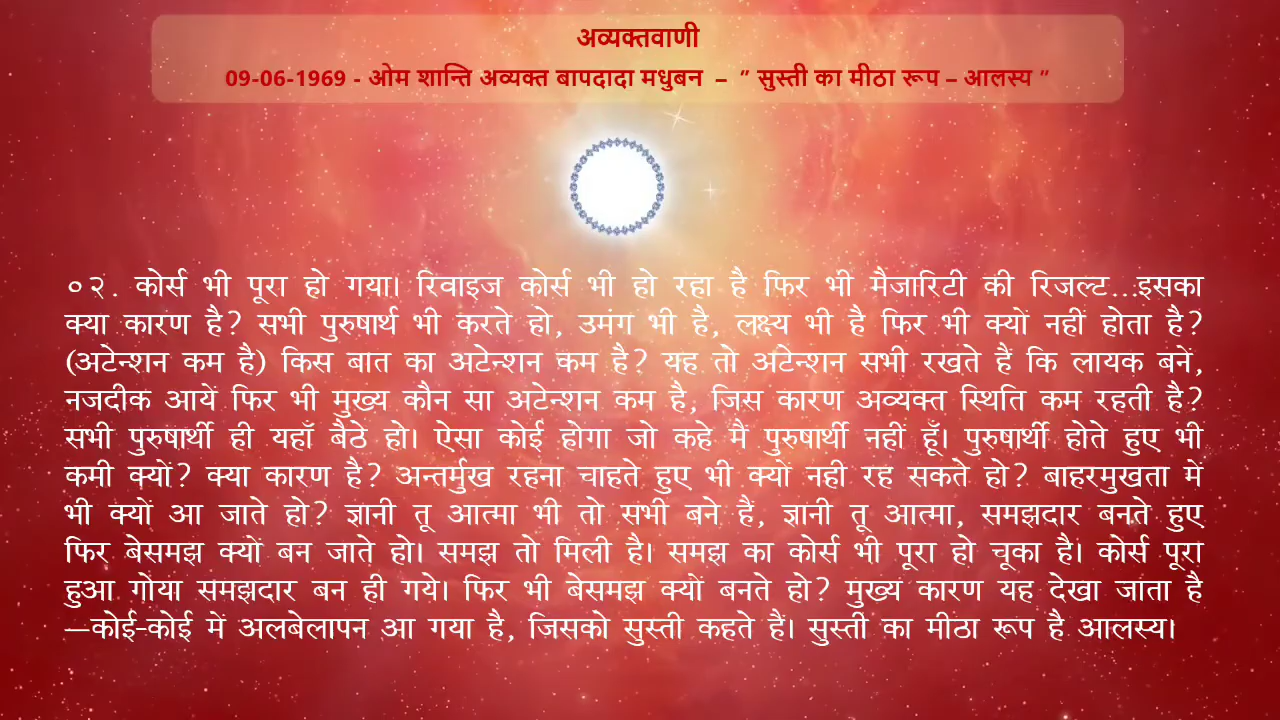 अव्यक्तवाणी
09-06-1969 - ओम शान्ति अव्यक्त बापदादा मधुबन – ” सुस्ती का मीठा रूप – आलस्य “
०२. कोर्स भी पूरा हो गया। रिवाइज कोर्स भी हो रहा है फिर भी मैजारिटी की रिजल्ट...इसका
क्या कारण है? सभी पुरुषार्थ भी करते हो, उमंग भी है, लक्ष्य भी है फिर भी क्यों नहीं होता है?
(अटेन्शन कम है) किस बात का अटेन्शन कम है? यह तो अटेन्शन सभी रखते हैं कि लायक बनें,
नजदीक आयें फिर भी मुख्य कौन सा अटेन्शन कम है, जिस कारण अव्यक्त स्थिति कम रहती है?
सभी पुरुषार्थी ही यहाँ बैठे हो। ऐसा कोई होगा जो कहे मैं पुरुषार्थी नहीं हूँ। पुरुषार्थी होते हुए भी
कमी क्यों? क्या कारण है? अन्तर्मुख रहना चाहते हुए भी क्यों नही रह सकते हो? बाहरमुखता में
भी क्यों आ जाते हो? ज्ञानी तू आत्मा भी तो सभी बने हैं, ज्ञानी तू आत्मा, समझदार बनते हुए
फिर बेसमझ क्यों बन जाते हो। समझ तो मिली है। समझ का कोर्स भी पूरा हो चूका है। कोर्स पूरा
हुआ गोया समझदार बन ही गये। फिर भी बेसमझ क्यों बनते हो? मुख्य कारण यह देखा जाता है
—कोई-कोई में अलबेलापन आ गया है, जिसको सुस्ती कहते हैं। सुस्ती का मीठा रूप है आलस्य।